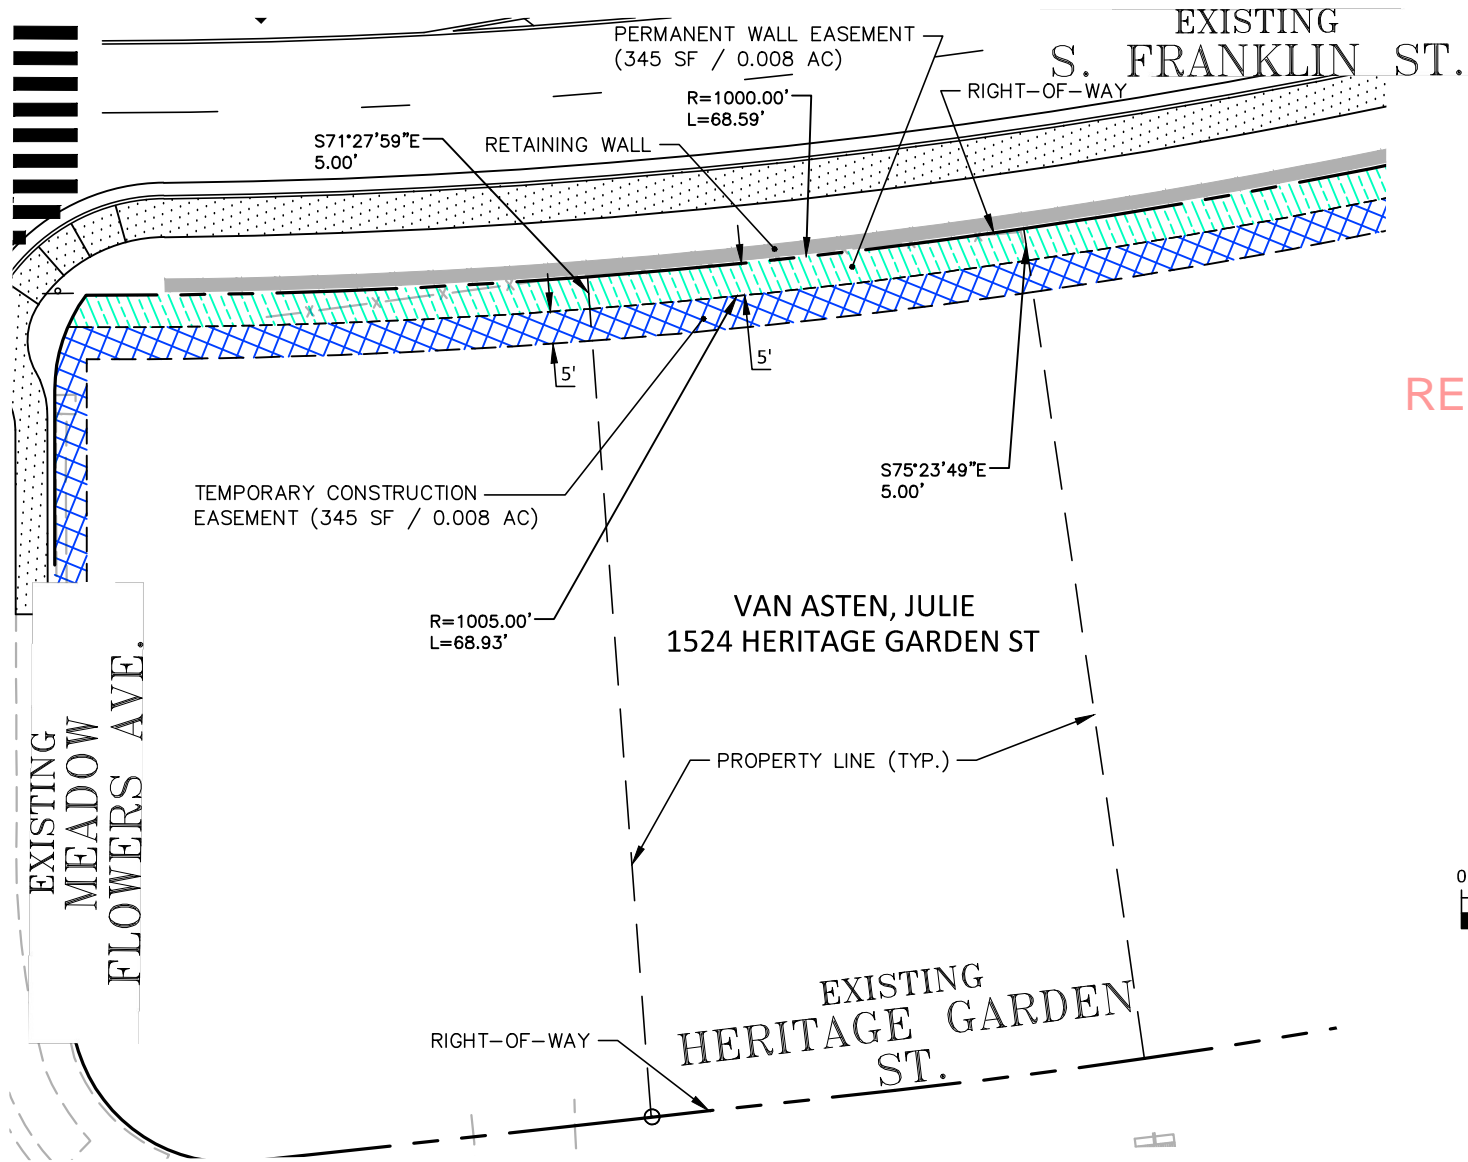 EXISTING
S. FRANKLIN ST.
PERMANENT WALL EASEMENT
(345 SF / 0.008 AC)
RIGHT-OF-WAY
R=1000.00'
L=68.59'
S71°27'59"E
5.00'
RETAINING WALL
X
X
X
X
5'
5'
RE
S75°23'49"E
5.00'
TEMPORARY CONSTRUCTION
EASEMENT (345 SF / 0.008 AC)
R=1005.00'
L=68.93'
VAN ASTEN, JULIE
1524 HERITAGE GARDEN ST
PROPERTY LINE (TYP.)
EXISTING
MEADOW
FLOWERS AVE.
0
EXISTING
HERITAGE GARDEN
ST.
RIGHT-OF-WAY